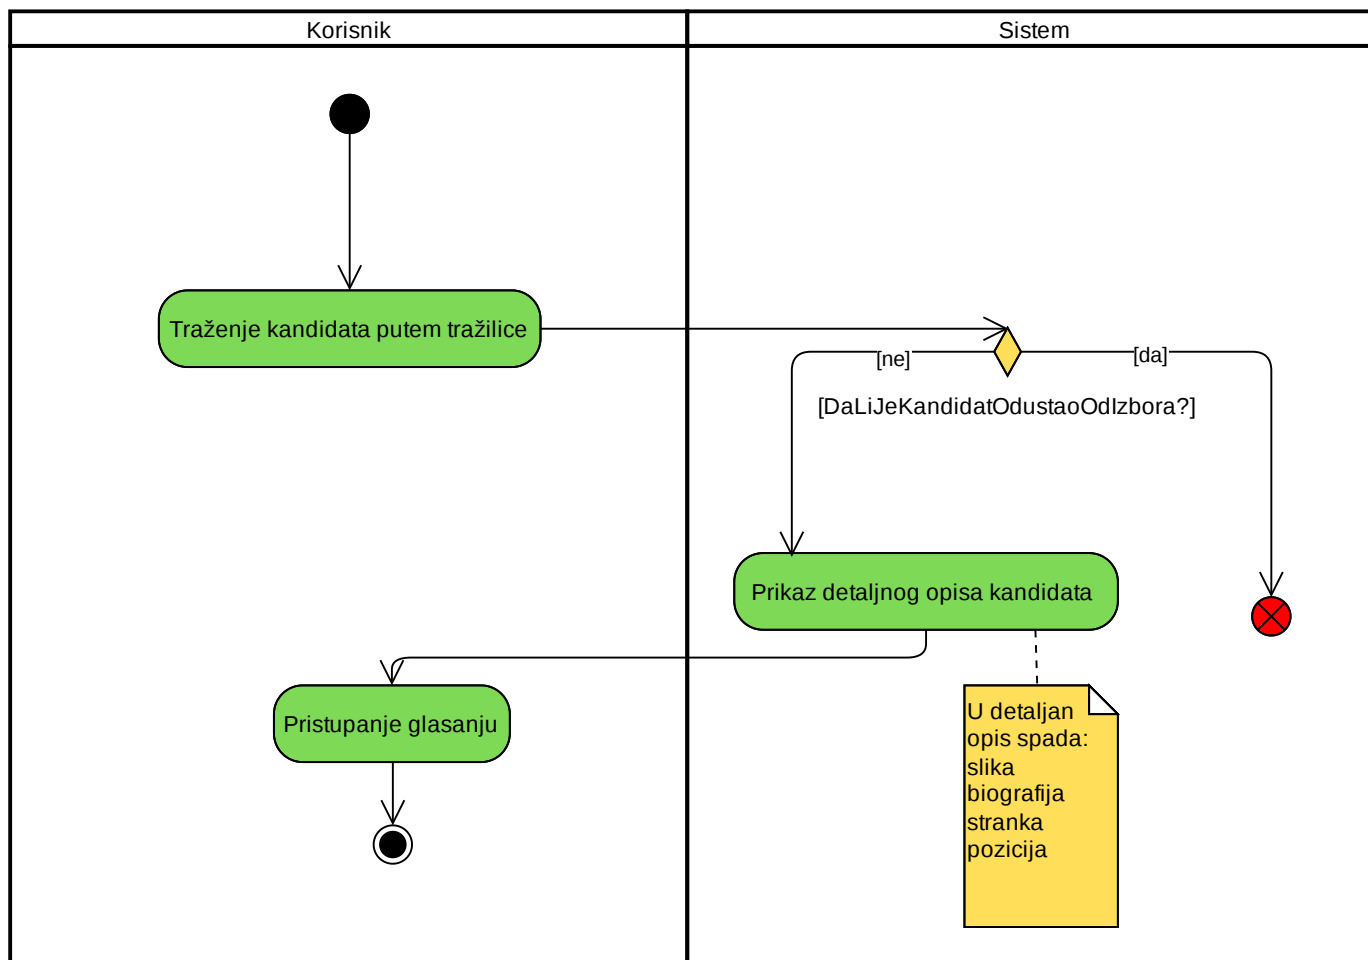 Korisnik
Sistem
Traženje kandidata putem tražilice
[ne]
[da]
[DaLiJeKandidatOdustaoOdIzbora?]
Prikaz detaljnog opisa kandidata
Pristupanje glasanju
U detaljan
opis spada:
slika
biografija
stranka
pozicija